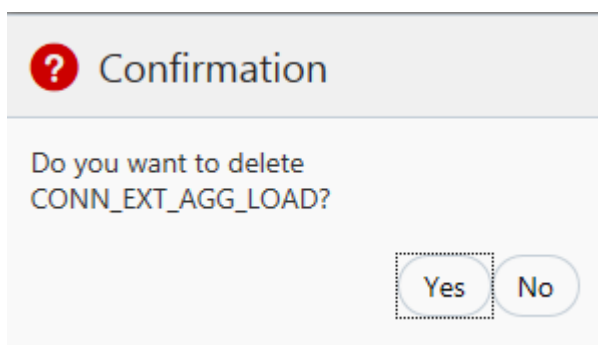 ? Confirmation
Do you want to delete
CONN_EXT_AGG_LOAD?
Yes No